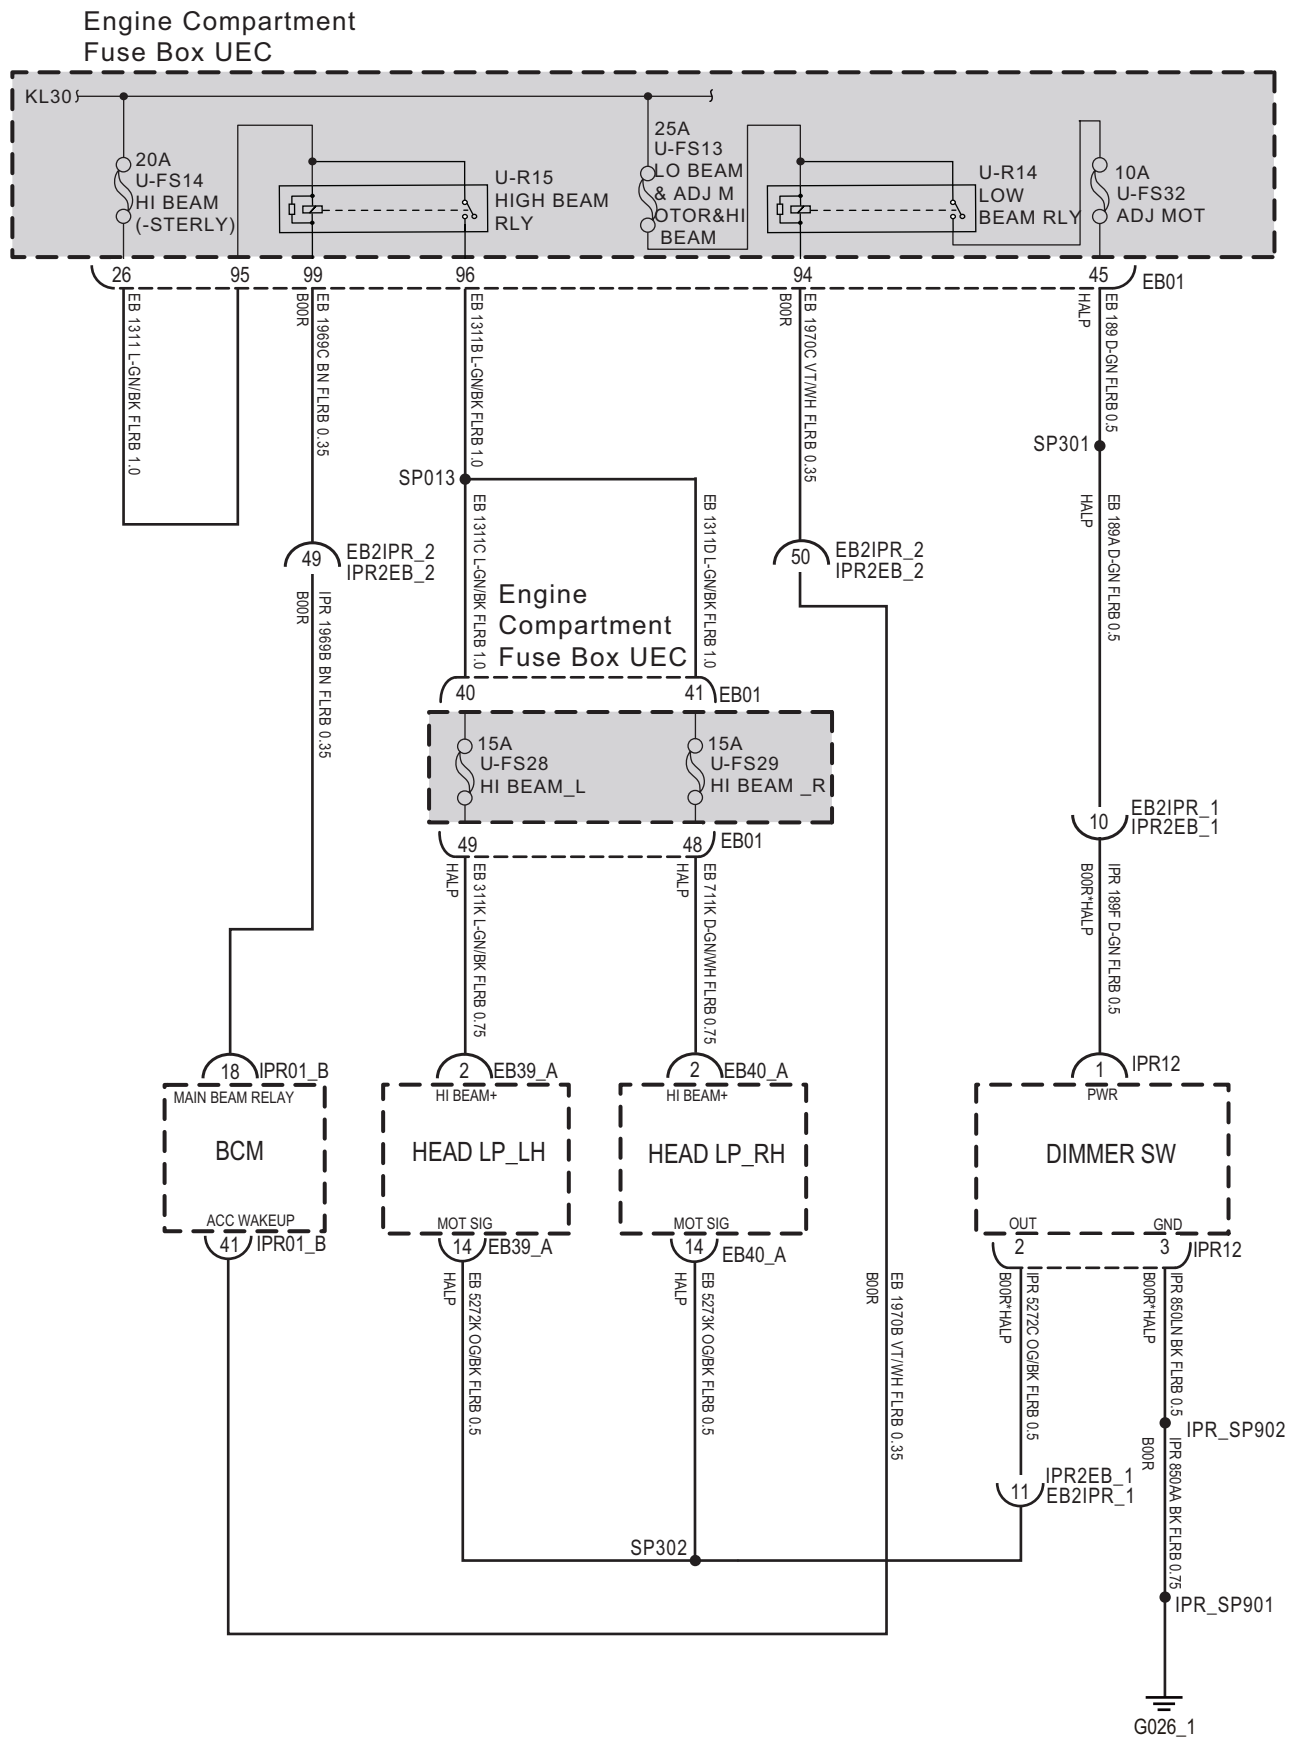 Engine Compartment
Fuse Box UEC
KL30
20A
U-FS14
HI BEAM
(-STERLY)
U-R15
HIGH BEAM
RLY
25A
U-FS13
LO BEAM
& ADJ M
OTOR&HI
BEAM
U-R14
LOW
BEAM RLY
10A
U-FS32
ADJ MOT
26
95
99
96
94
45
EB01
EB 1311 L-GN/BK FLRB 1.0
EB 1969C BN FLRB 0.35
B00R
EB 1311B L-GN/BK FLRB 1.0
EB 1970C VT/WH FLRB 0.35
B00R
EB 189 D-GN FLRB 0.5
HALP
SP301
SP013
EB 1311C L-GN/BK FLRB 1.0
EB 1311D L-GN/BK FLRB 1.0
EB 189A D-GN FLRB 0.5
HALP
49
EB2IPR_2
IPR2EB_2
50
EB2IPR_2
IPR2EB_2
IPR 1969B BN FLRB 0.35
B00R
Engine
Compartment
Fuse Box UEC
40
41
EB01
15A
U-FS28
HI BEAM_L
15A
U-FS29
HI BEAM _R
49
48
EB01
10
EB2IPR_1
IPR2EB_1
EB 311K L-GN/BK FLRB 0.75
HALP
EB 711K D-GN/WH FLRB 0.75
HALP
IPR 189F D-GN FLRB 0.5
B00R*HALP
18
IPR01_B
2
EB39_A
2
EB40_A
1
IPR12
MAIN BEAM RELAY
HI BEAM+
HI BEAM+
PWR
BCM
HEAD LP_LH
HEAD LP_RH
DIMMER SW
ACC WAKEUP
MOT SIG
MOT SIG
OUT
GND
41
IPR01_B
14
EB39_A
14
EB40_A
2
3
IPR12
EB 5272K OG/BK FLRB 0.5
HALP
EB 5273K OG/BK FLRB 0.5
HALP
EB 1970B VT/WH FLRB 0.35
B00R
IPR 5272C OG/BK FLRB 0.5
B00R*HALP
IPR 850LN BK FLRB 0.5
B00R*HALP
IPR_SP902
IPR 850AA BK FLRB 0.75
B00R
11
IPR2EB_1
EB2IPR_1
SP302
IPR_SP901
G026_1